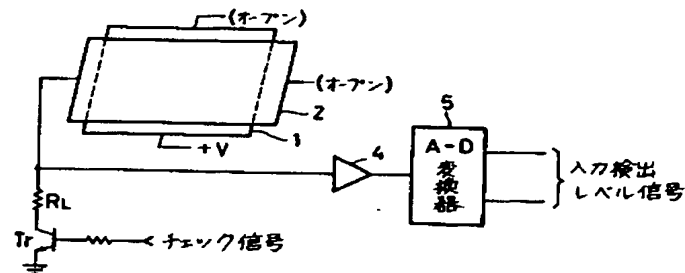 (オープン)
(オープン)
2
1
+V
4
5
A-D
変
換
器
入力検出
レベル信号
RL
Tr
チェック信号